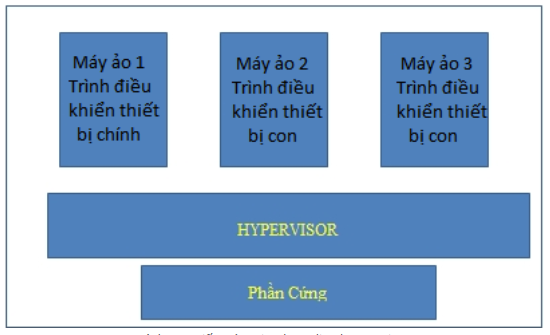 Máy ảo 1
Trình điều
khiển thiết
bị chính
Máy ảo 2
Trình điều
khiển thiết
bị con
Máy ảo 3
Trình điều
khiển thiết
bị con
HYPERVISOR
Phần Cứng